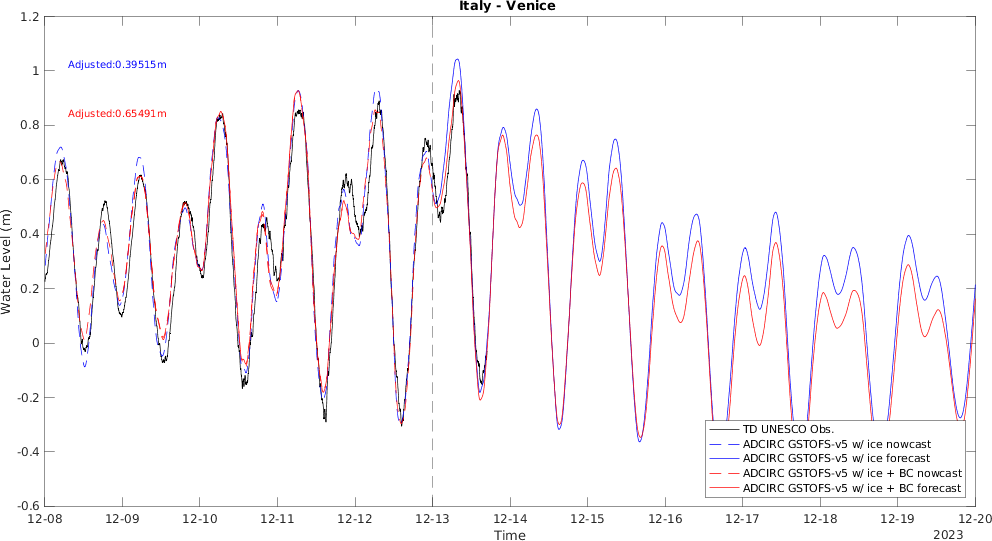 Italy - Venice
1.2
1
0.8
0.6
0.4
0.2
0
-0.2
-0.4
-0.6
Water Level (m)
Adjusted:0.39515m
Adjusted:0.65491m
TD UNESCO Obs.
ADCIRC GSTOFS-v5 w/ ice nowcast
ADCIRC GSTOFS-v5 w/ ice forecast
ADCIRC GSTOFS-v5 w/ ice + BC nowcast
ADCIRC GSTOFS-v5 w/ ice + BC forecast
12-08 12-09 12-10 12-11 12-12 12-13 12-14 12-15 12-16 12-17 12-18 12-19 12-20
Time
2023